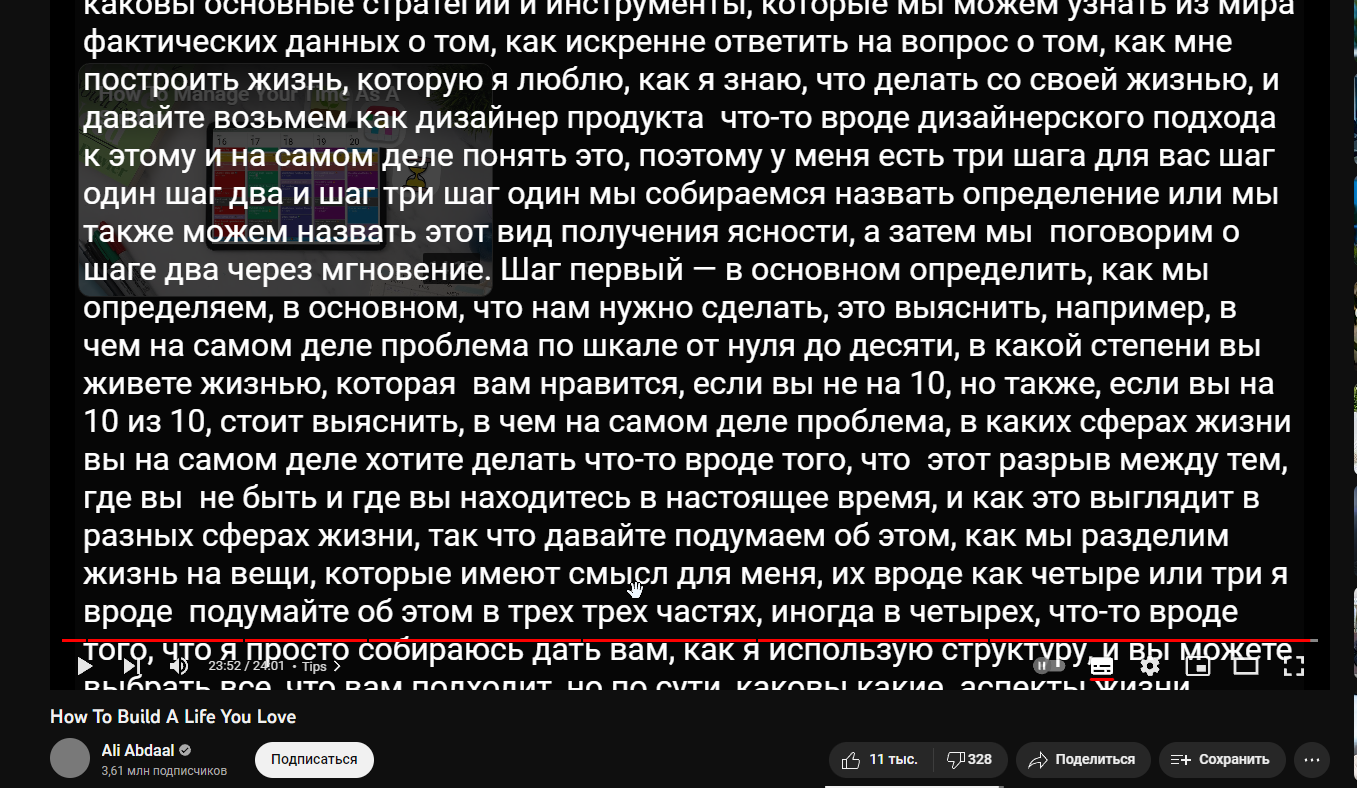 каковы основные стратегии и инструменты, которые мы можем узнать из мира
фактических данных о том, как искренне ответить на вопрос о том, как мне
построить жизнь, которую я люблю, как я знаю, что делать со своей жизнью, и
How To Manage Your Time As A
давайте возьмем как дизайнер продукта что-то вроде дизайнерского подхода
16 17 18 19 20
к этому и на самом деле понять это, поэтому у меня есть три шага для вас шаг
один шаг два и шаг три шаг один мы собираемся назвать определение или мы
также можем назвать этот вид получения ясности, а затем мы поговорим о
шаге два через мгновение. Шаг первый — в основном определить, как мы
определяем, в основном, что нам нужно сделать, это выяснить, например, в
чем на самом деле проблема по шкале от нуля до десяти, в какой степени вы
живете жизнью, которая вам нравится, если вы не на 10, но также, если вы на
10 из 10, стоит выяснить, в чем на самом деле проблема, в каких сферах жизни
вы на самом деле хотите делать что-то вроде того, что этот разрыв между тем,
где вы не быть и где вы находитесь в настоящее время, и как это выглядит в
разных сферах жизни, так что давайте подумаем об этом, как мы разделим
жизнь на вещи, которые имеют смысл для меня, их вроде как четыре или три я
вроде подумайте об этом в трех трех частях, иногда в четырех, что-то вроде
того, что я просто собираюсь дать вам, как я использую структуру, и вы можете
23:52 / 24:01 • Tips
выбрать все, что вам подходит, но по сути, каковы какие аспекты жизни
How To Build A Life You Love
Ali Abdaal
3,61 млн подписчиков
Подписаться
11 тыс.
328
Поделиться
Сохранить